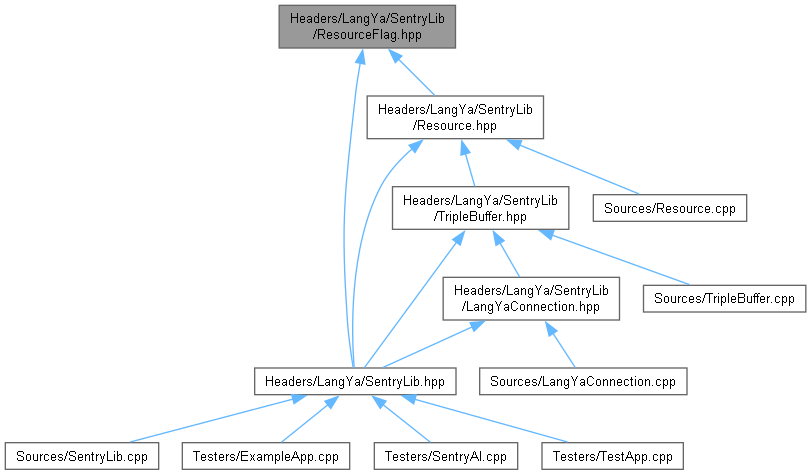 Headers/LangYa/SentryLib
/ResourceFlag.hpp
Headers/LangYa/SentryLib
/Resource.hpp
Headers/LangYa/SentryLib
/TripleBuffer.hpp
Sources/Resource.cpp
Headers/LangYa/SentryLib
/LangYaConnection.hpp
Sources/TripleBuffer.cpp
Headers/LangYa/SentryLib.hpp
Sources/LangYaConnection.cpp
Sources/SentryLib.cpp
Testers/ExampleApp.cpp
Testers/SentryAI.cpp
Testers/TestApp.cpp